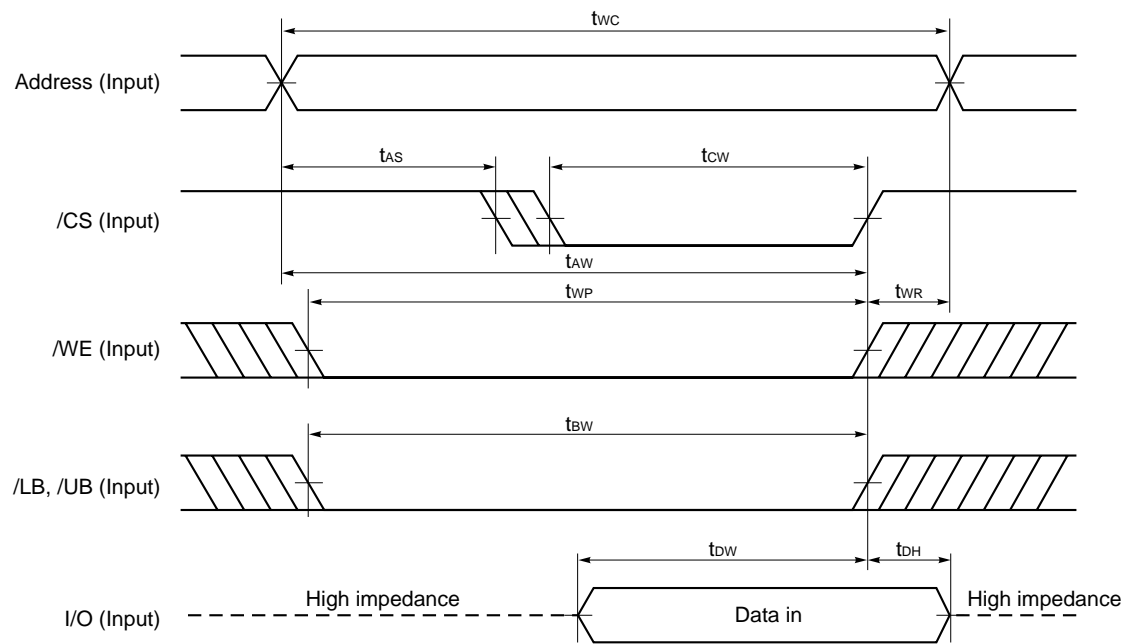 tWC
Address (Input)
tAS
tCW
/CS (Input)
tAW
tWP
tWR
/WE (Input)
tBW
/LB, /UB (Input)
tDW
tDH
High impedance
Data in
High impedance
I/O (Input)